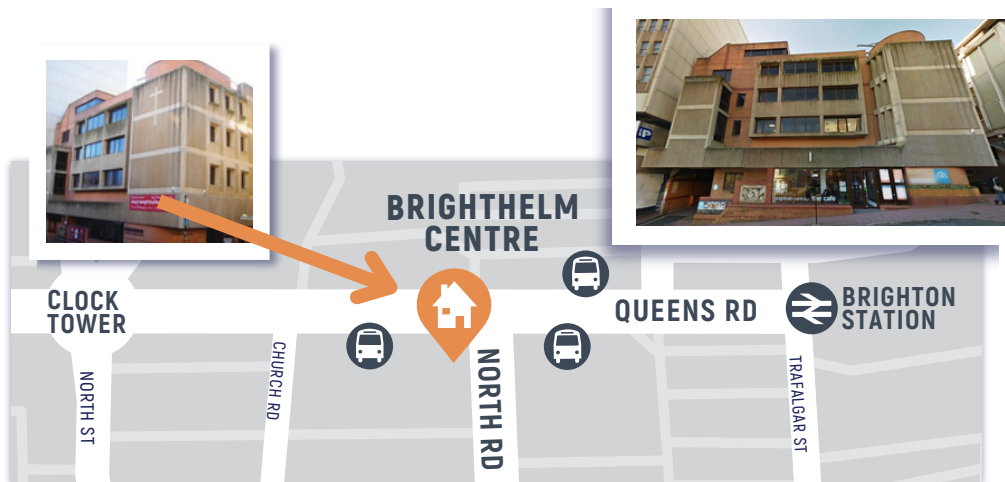 BRIGHTHELM
CENTRE
CLOCK
TOWER
QUEENS RD
BRIGHTON
STATION
NORTH ST
CHURCH RD
NORTH RD
TRAFALGAR ST
the café